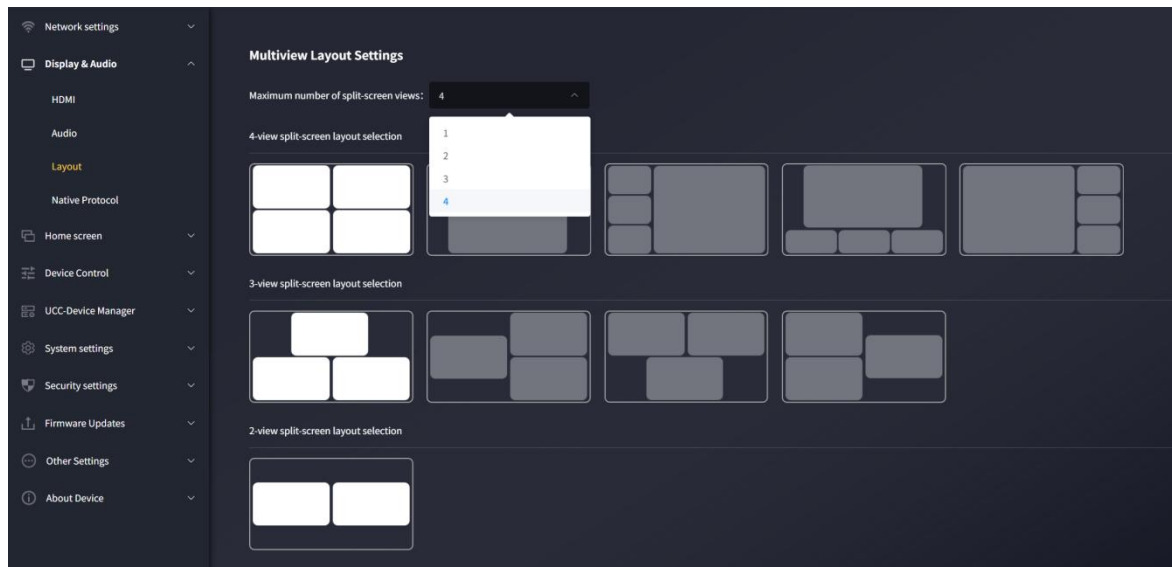 Network settings
Display & Audio
HDMI
Audio
Layout
Native Protocol
Home screen
Device Control
UCC-Device Manager
System settings
Security settings
Firmware Updates
Other Settings
About Device
Multiview Layout Settings
Maximum number of split-screen views: 4
1
2
3
4
4-view split-screen layout selection
3-view split-screen layout selection
2-view split-screen layout selection